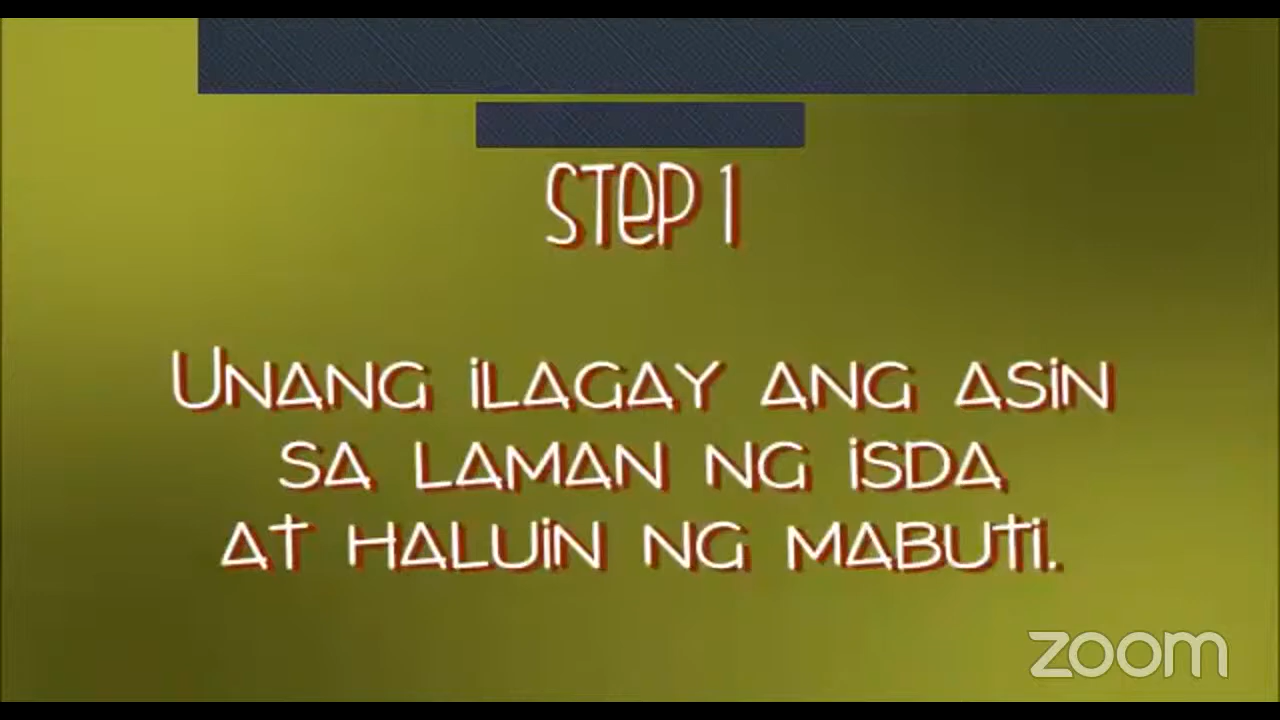 STEP 1
UNANG ILAGAY ANG ASIN
SA LAMAN NG ISDA
AT HALUIN NG MABUTI.
zoom